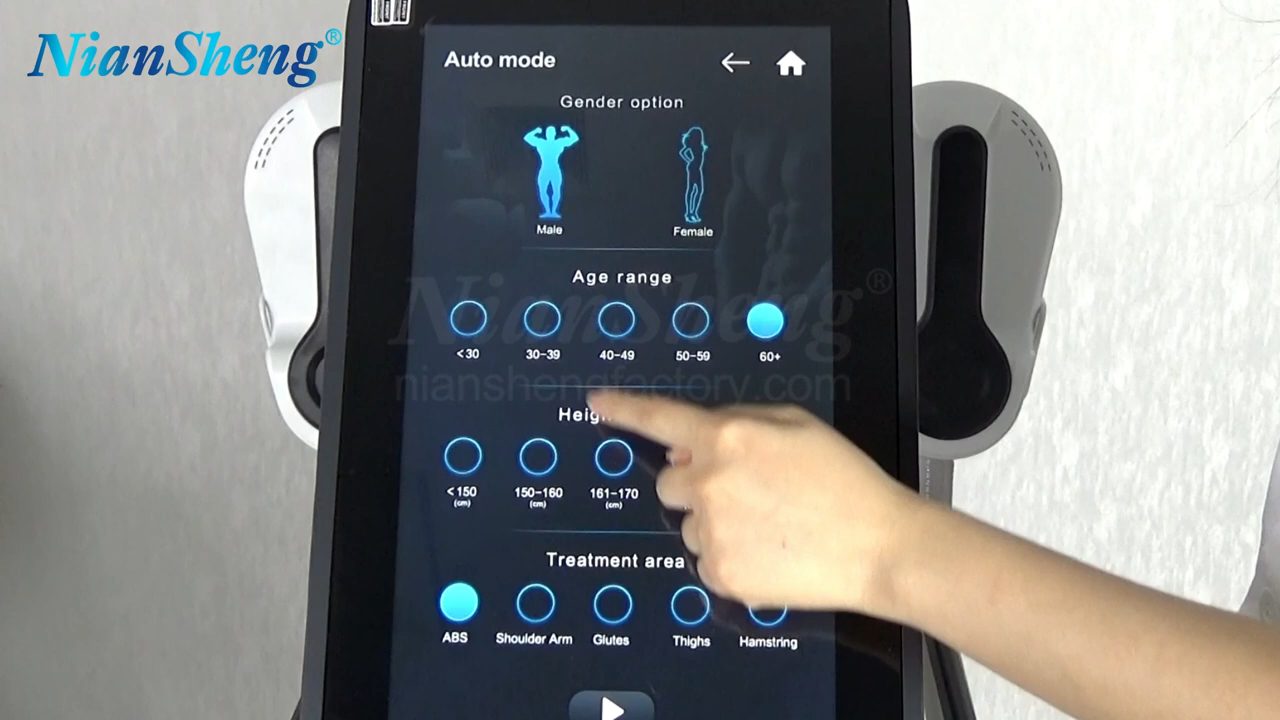 NianSheng®
Auto mode
Gender option
Male Female
Age range
NianSheng®
<30 30-39 40-49 50-59 60+
nianshengfactory.com
Heig
<150 150-160 161-170
(cm) (cm) (cm)
Treatment area
ABS Shoulder Arm Glutes Thighs Hamstring